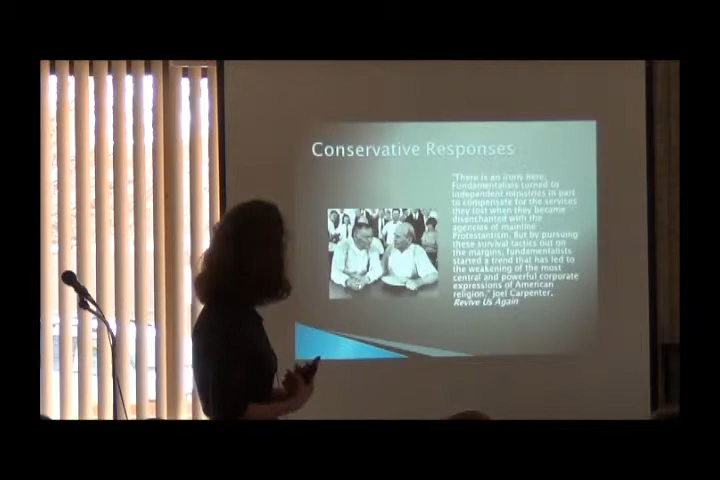 Conservative Responses
"There is an irony here.
Fundamentalists turned to
independent ministries in part
to compensate for the services
they lost when they became
disenchanted with the
agencies of mainline
Protestantism. But by pursuing
these survival tactics out on
the margins, fundamentalists
started a trend that has led to
the weakening of the most
central and powerful corporate
expressions of American
religion." Joel Carpenter,
Revive Us Again